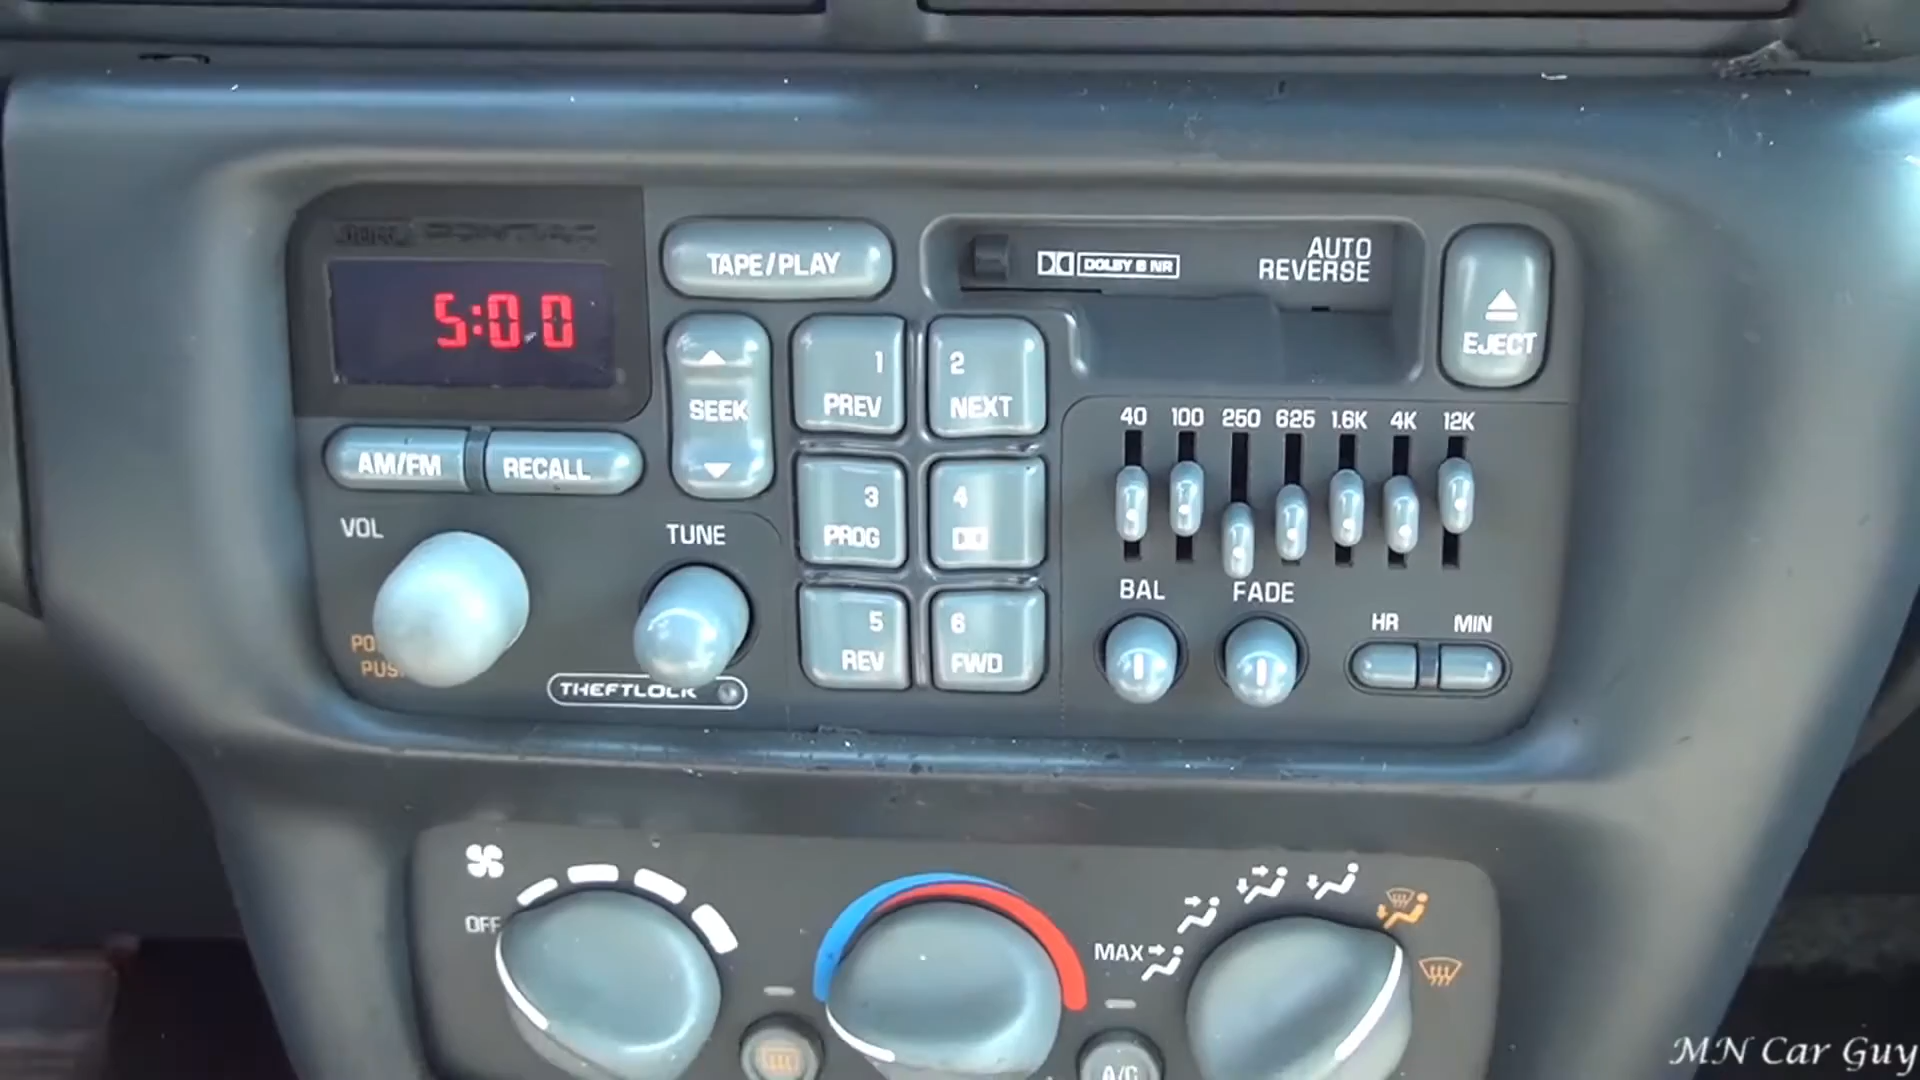 PONTIAC
5:00
TAPE/PLAY
DOLBY B NR
AUTO
REVERSE
EJECT
AM/FM
RECALL
SEEK
1
PREV
2
NEXT
3
PROG
4
5
REV
6
FWD
40 100 250 625 1.6K 4K 12K
VOL
TUNE
THEFTLOCK
BAL
FADE
HR
MIN
OFF
MAX
A/C
MN Car Guy